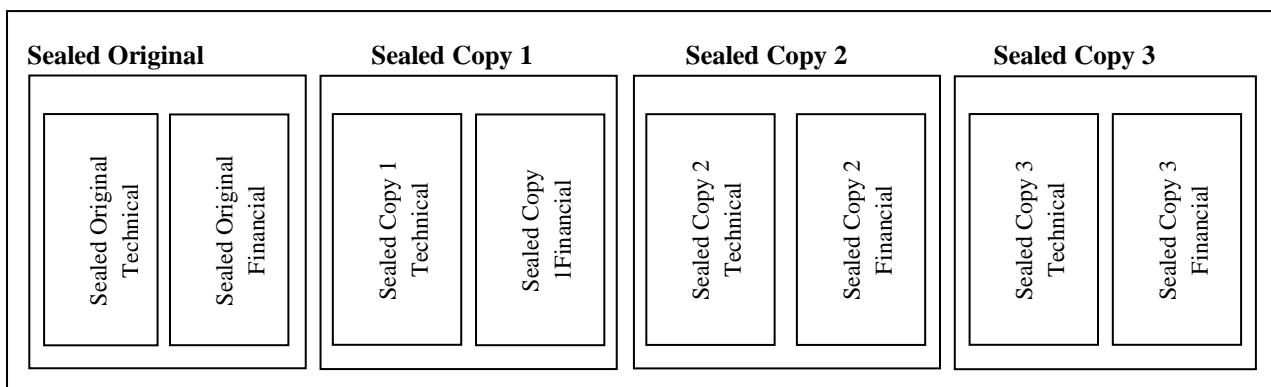 Sealed Original
Sealed Copy 1
Sealed Copy 2
Sealed Copy 3
Sealed Original
Technical
Sealed Original
Financial
Sealed Copy 1
Technical
Sealed Copy
1Financial
Sealed Copy 2
Technical
Sealed Copy 2
Financial
Sealed Copy 3
Technical
Sealed Copy 3
Financial